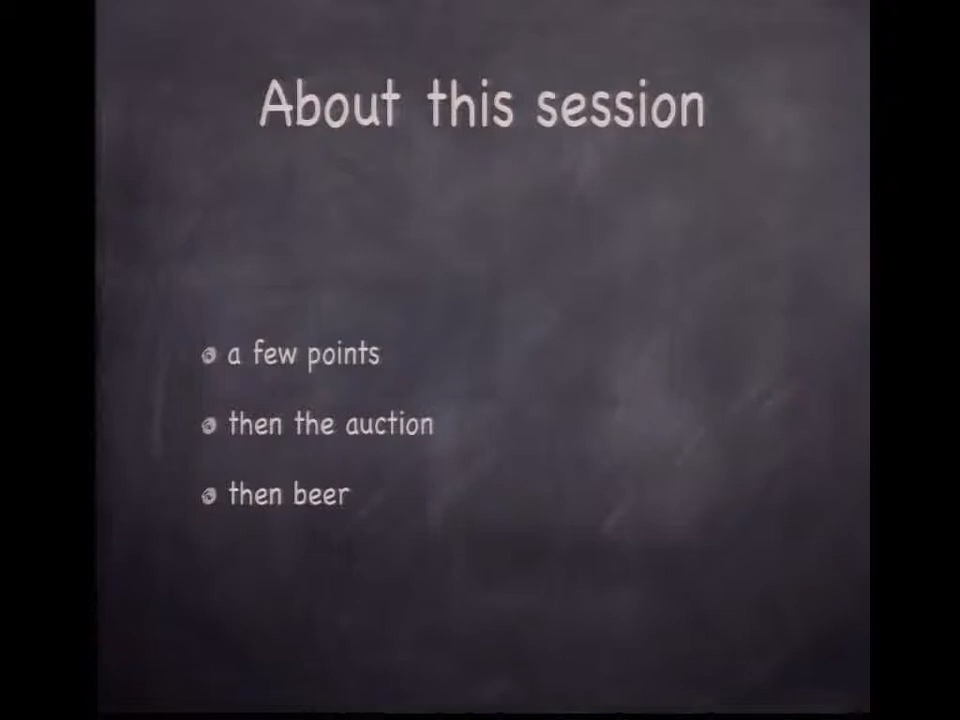 About this session
a few points
then the auction
then beer